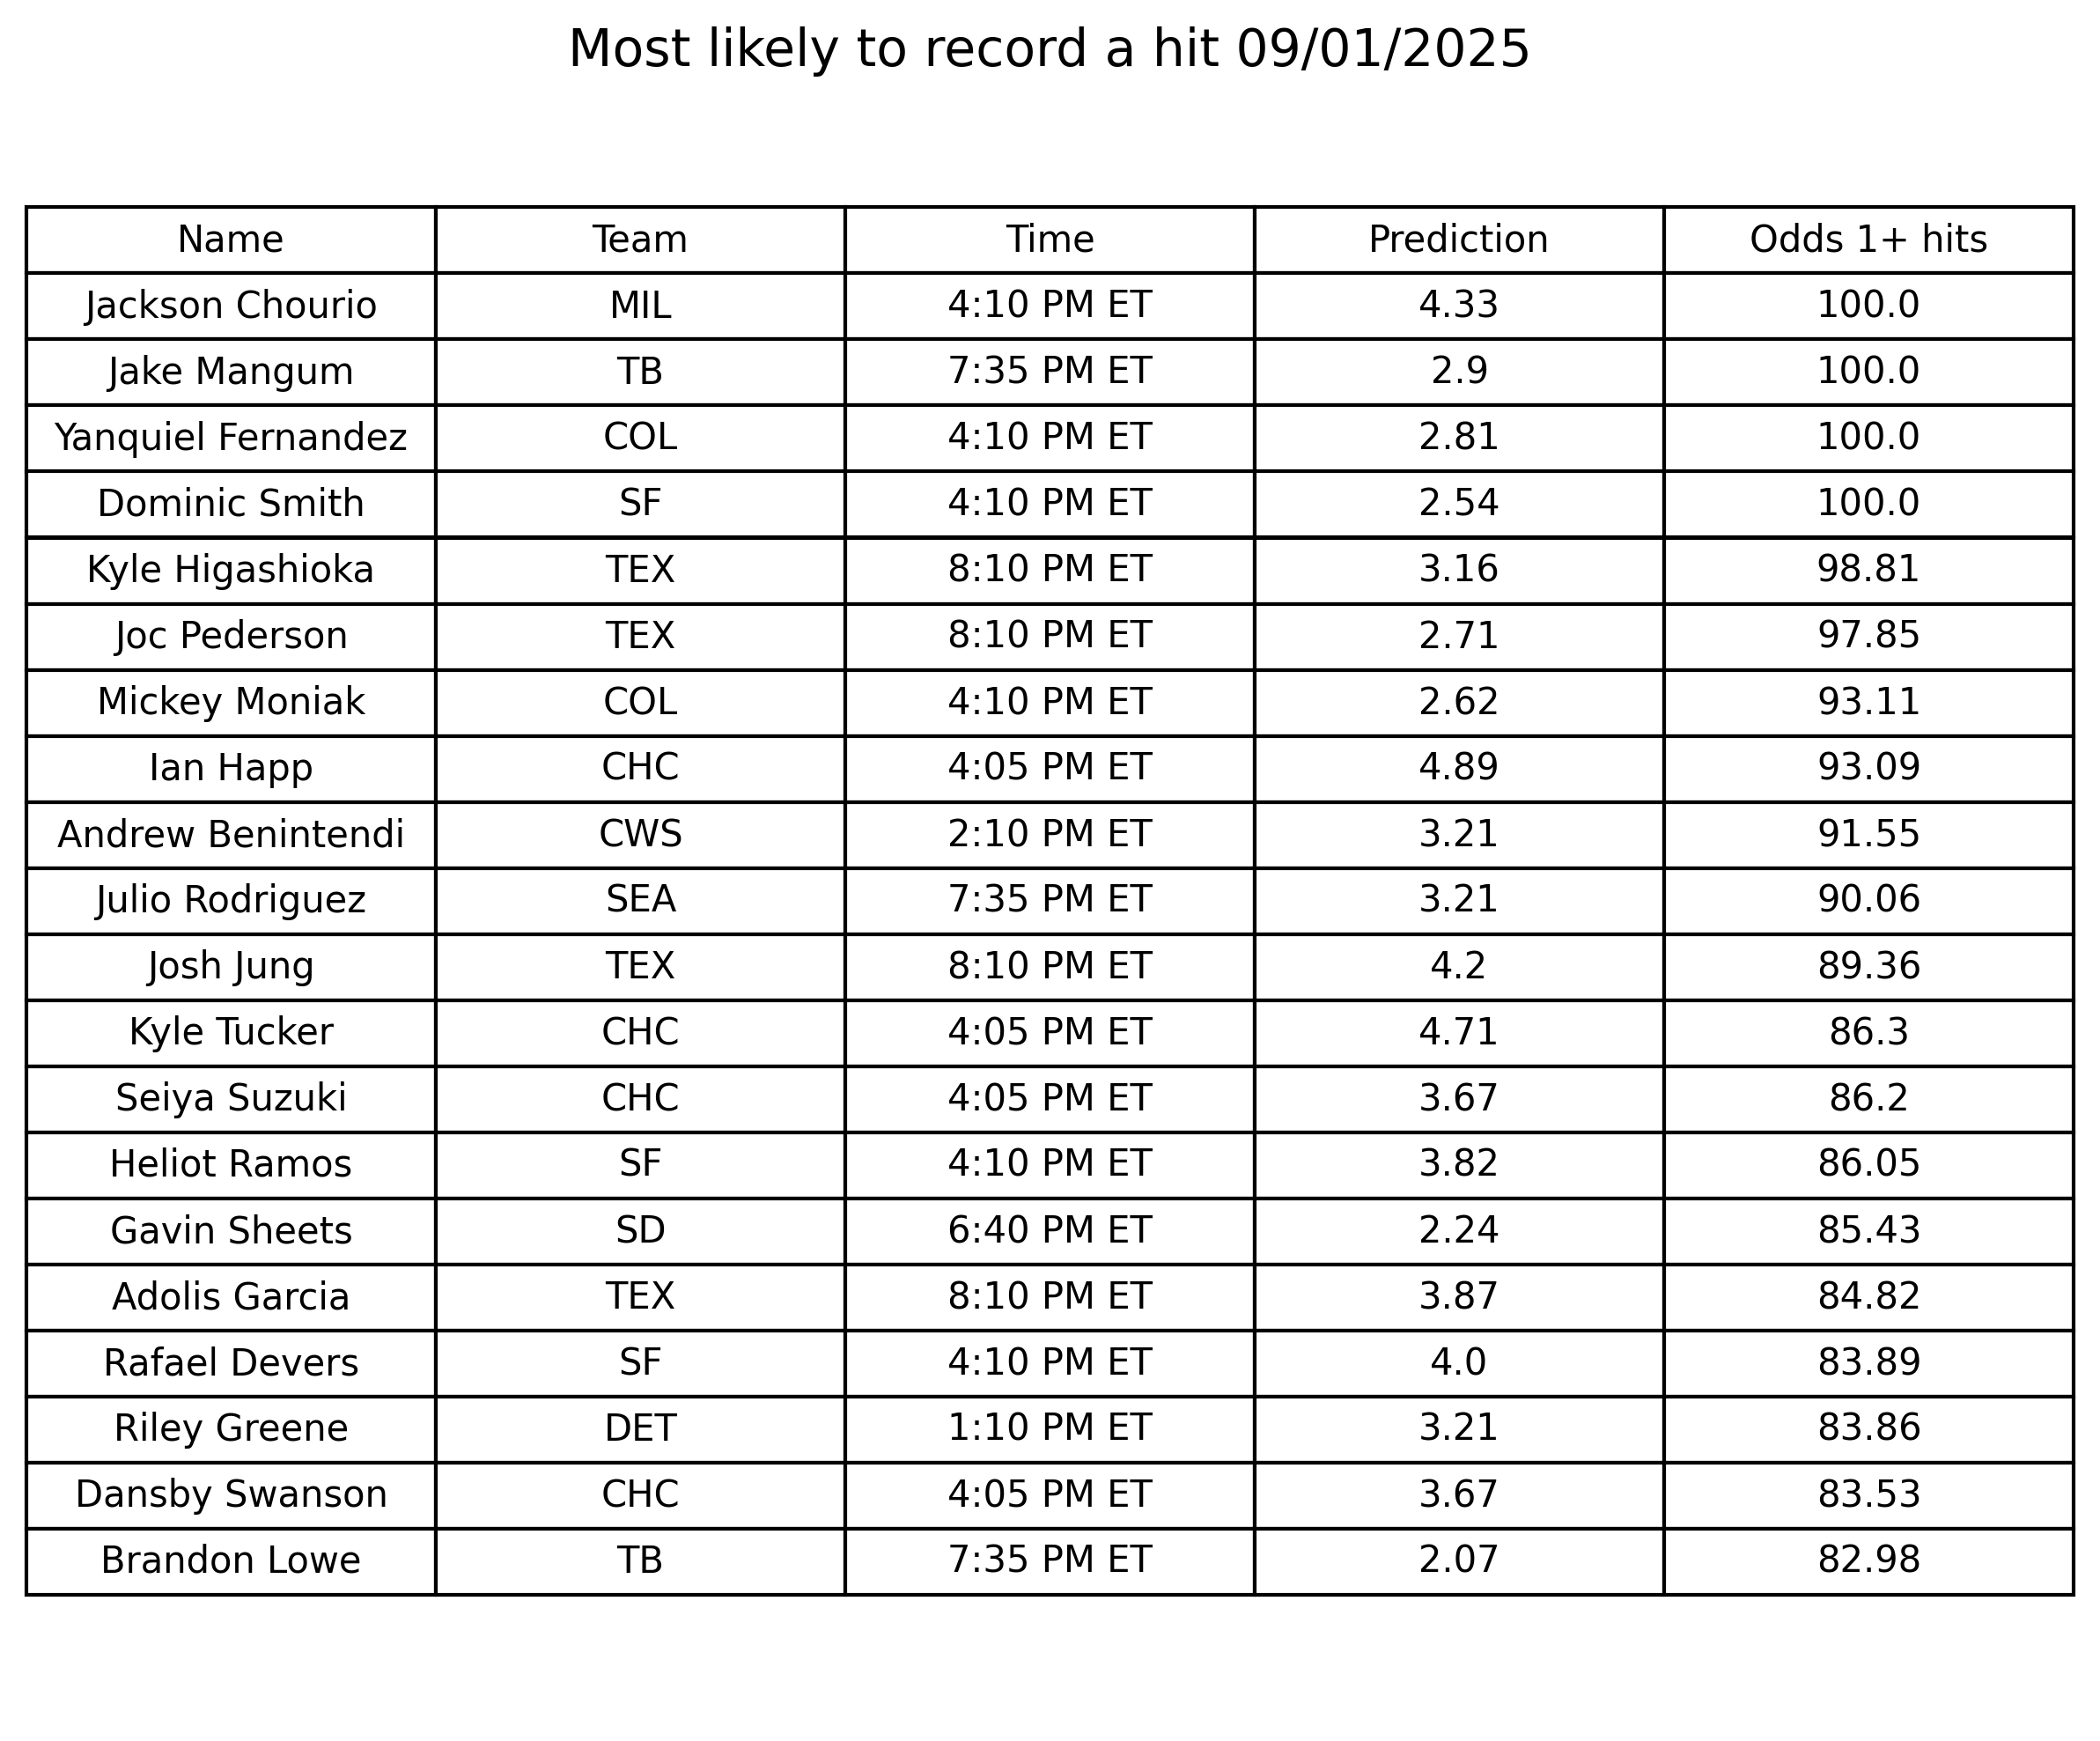 Most likely to record a hit 09/01/2025
Name Team Time Prediction Odds 1+ hits
Jackson Chourio MIL 4:10 PM ET 4.33 100.0
Jake Mangum TB 7:35 PM ET 2.9 100.0
Yanquiel Fernandez COL 4:10 PM ET 2.81 100.0
Dominic Smith SF 4:10 PM ET 2.54 100.0
Kyle Higashioka TEX 8:10 PM ET 3.16 98.81
Joc Pederson TEX 8:10 PM ET 2.71 97.85
Mickey Moniak COL 4:10 PM ET 2.62 93.11
Ian Happ CHC 4:05 PM ET 4.89 93.09
Andrew Benintendi CWS 2:10 PM ET 3.21 91.55
Julio Rodriguez SEA 7:35 PM ET 3.21 90.06
Josh Jung TEX 8:10 PM ET 4.2 89.36
Kyle Tucker CHC 4:05 PM ET 4.71 86.3
Seiya Suzuki CHC 4:05 PM ET 3.67 86.2
Heliot Ramos SF 4:10 PM ET 3.82 86.05
Gavin Sheets SD 6:40 PM ET 2.24 85.43
Adolis Garcia TEX 8:10 PM ET 3.87 84.82
Rafael Devers SF 4:10 PM ET 4.0 83.89
Riley Greene DET 1:10 PM ET 3.21 83.86
Dansby Swanson CHC 4:05 PM ET 3.67 83.53
Brandon Lowe TB 7:35 PM ET 2.07 82.98